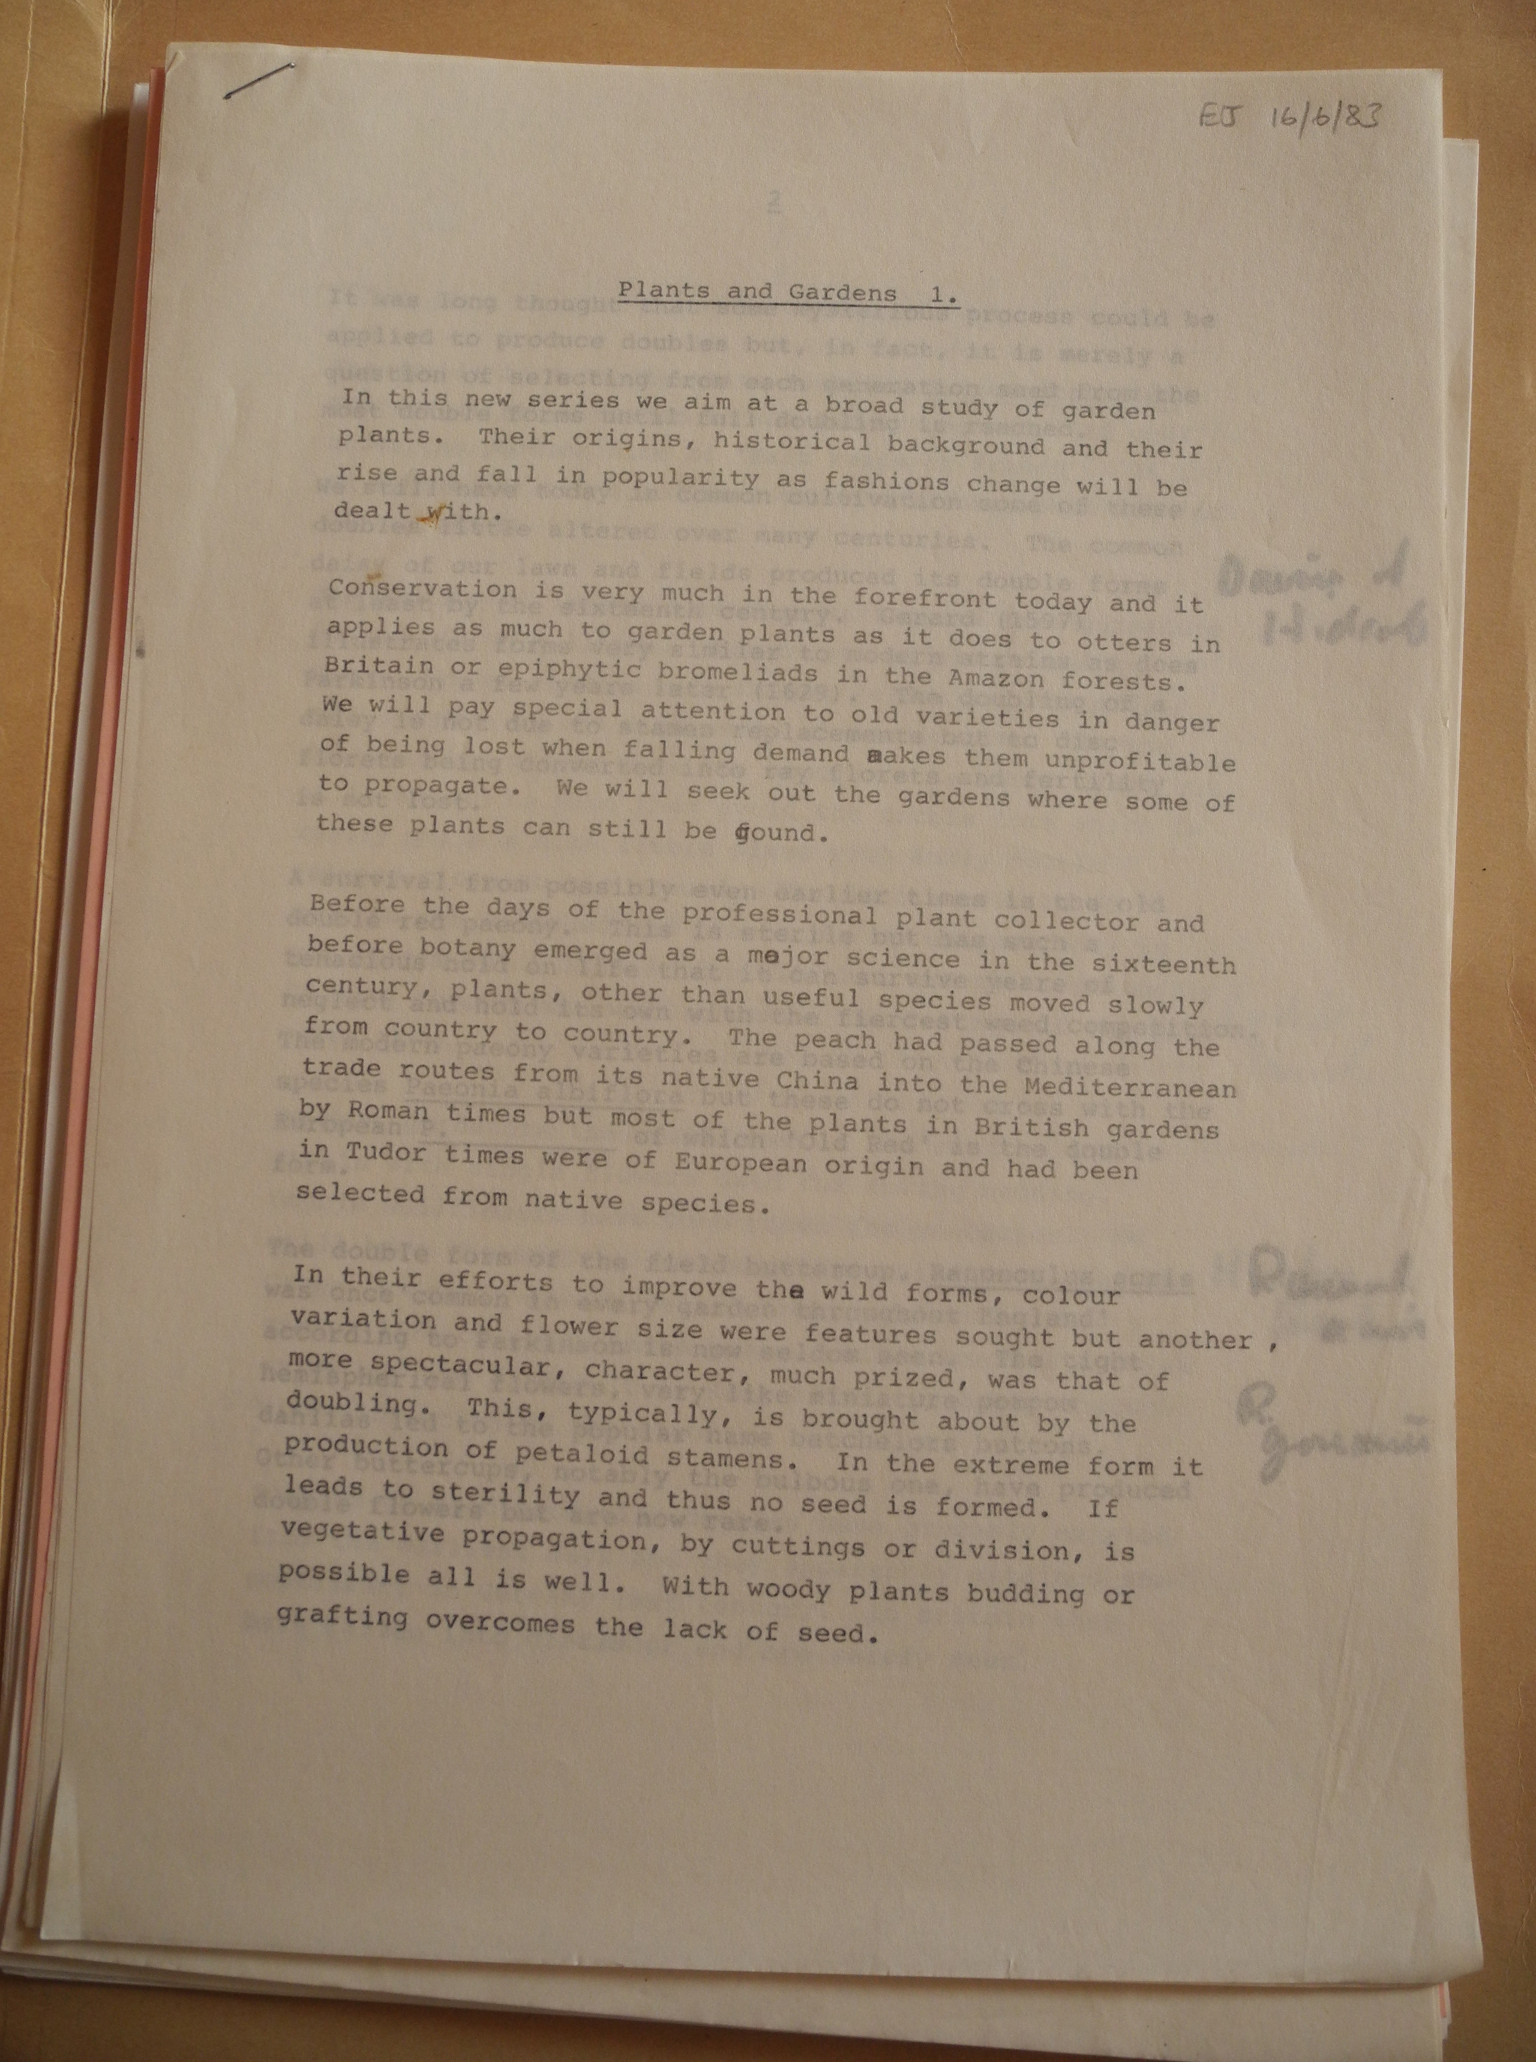 EJ 16/6/83
2
Plants and Gardens 1.
In this new series we aim at a broad study of garden
plants. Their origins, historical background and their
rise and fall in popularity as fashions change will be
dealt with.
Conservation is very much in the forefront today and it
applies as much to garden plants as it does to otters in
Britain or epiphytic bromeliads in the Amazon forests.
We will pay special attention to old varieties in danger
of being lost when falling demand makes them unprofitable
to propagate. We will seek out the gardens where some of
these plants can still be found.
Before the days of the professional plant collector and
before botany emerged as a major science in the sixteenth
century, plants, other than useful species moved slowly
from country to country. The peach had passed along the
trade routes from its native China into the Mediterranean
by Roman times but most of the plants in British gardens
in Tudor times were of European origin and had been
selected from native species.
In their efforts to improve the wild forms, colour
variation and flower size were features sought but another ,
more spectacular, character, much prized, was that of
doubling. This, typically, is brought about by the
production of petaloid stamens. In the extreme form it
leads to sterility and thus no seed is formed. If
vegetative propagation, by cuttings or division, is
possible all is well. With woody plants budding or
grafting overcomes the lack of seed.